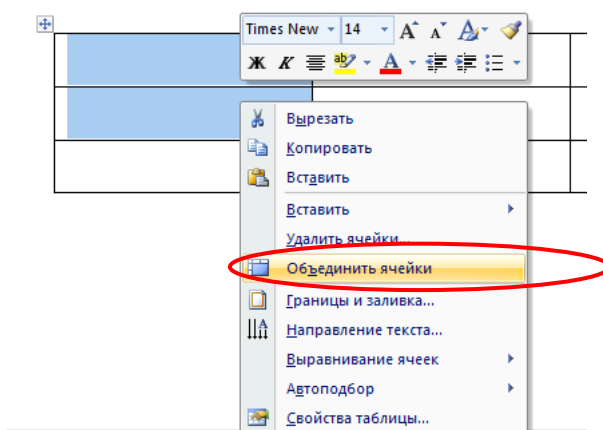 Times New 14 A A A
Ж К ab A
Вырезать
Копировать
Вставить
Вставить
Удалить ячейки...
Объединить ячейки
Границы и заливка...
Направление текста...
Выравнивание ячеек
Автоподбор
Свойства таблицы...